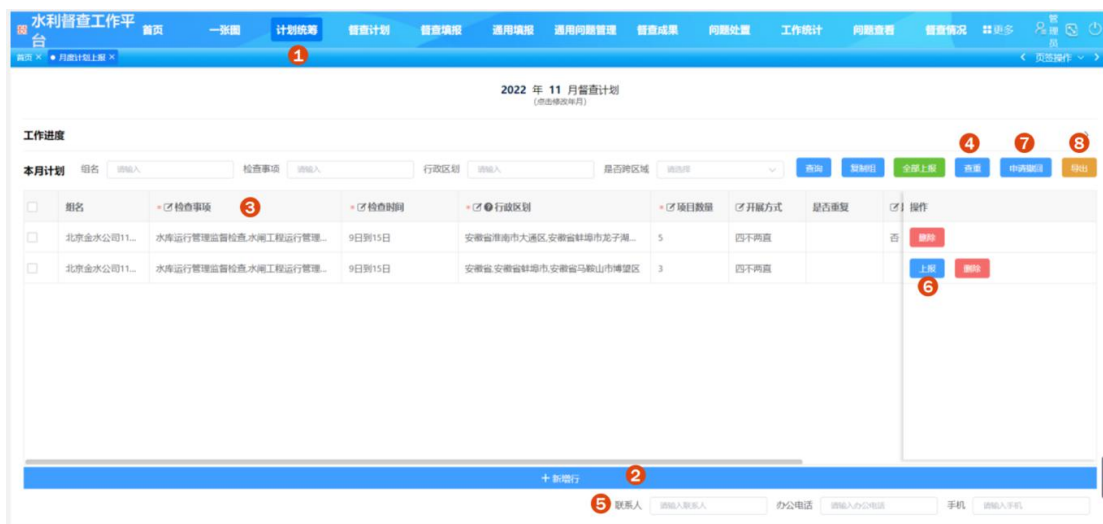 水利督查工作平台 首页 一张图 计划统筹 督查计划 督查填报 通用填报 通用问题管理 督查成果 问题处置 工作统计 问题查看 督查情况 更多 管理员
首页 × 月度计划上报 × 页签操作
1
2022 年 11 月督查计划
(点击修改年月)
工作进度
4 7 8
本月计划 组名 请输入 检查事项 请输入 行政区划 请输入 是否跨区域 请选择 查询 复制组 全部上报 查重 申请撤回 导出
组名 * 检查事项 3 * 检查时间 * 行政区划 * 项目数量 开展方式 是否重复 操作
北京金水公司11... 水库运行管理监督检查,水闸工程运行管理... 9日到15日 安徽省淮南市大通区,安徽省蚌埠市龙子湖... 5 四不两直 否 删除
北京金水公司11... 水库运行管理监督检查,水闸工程运行管理... 9日到15日 安徽省,安徽省蚌埠市,安徽省马鞍山市博望区 3 四不两直 上报 删除
6
+ 新增行 2
5 联系人 请输入联系人 办公电话 请输入办公电话 手机 请输入手机